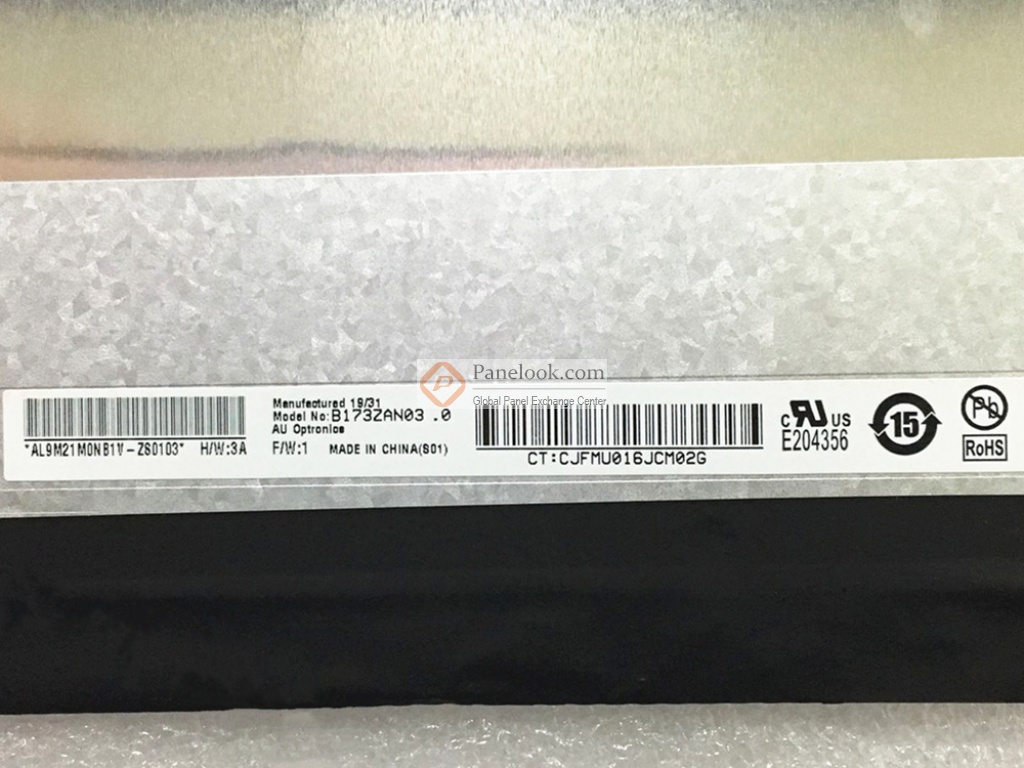 Panelook.com
Global Panel Exchange Center
Manufactured 19/31
Model No:B173ZAN03 .0
AU Optronics
*AL9M21M0NB1V-ZS0103* H/W:3A
F/W:1 MADE IN CHINA(S01)
CT:CJFMU016JCM02G
c RU US
E204356
15
Pb
RoHS